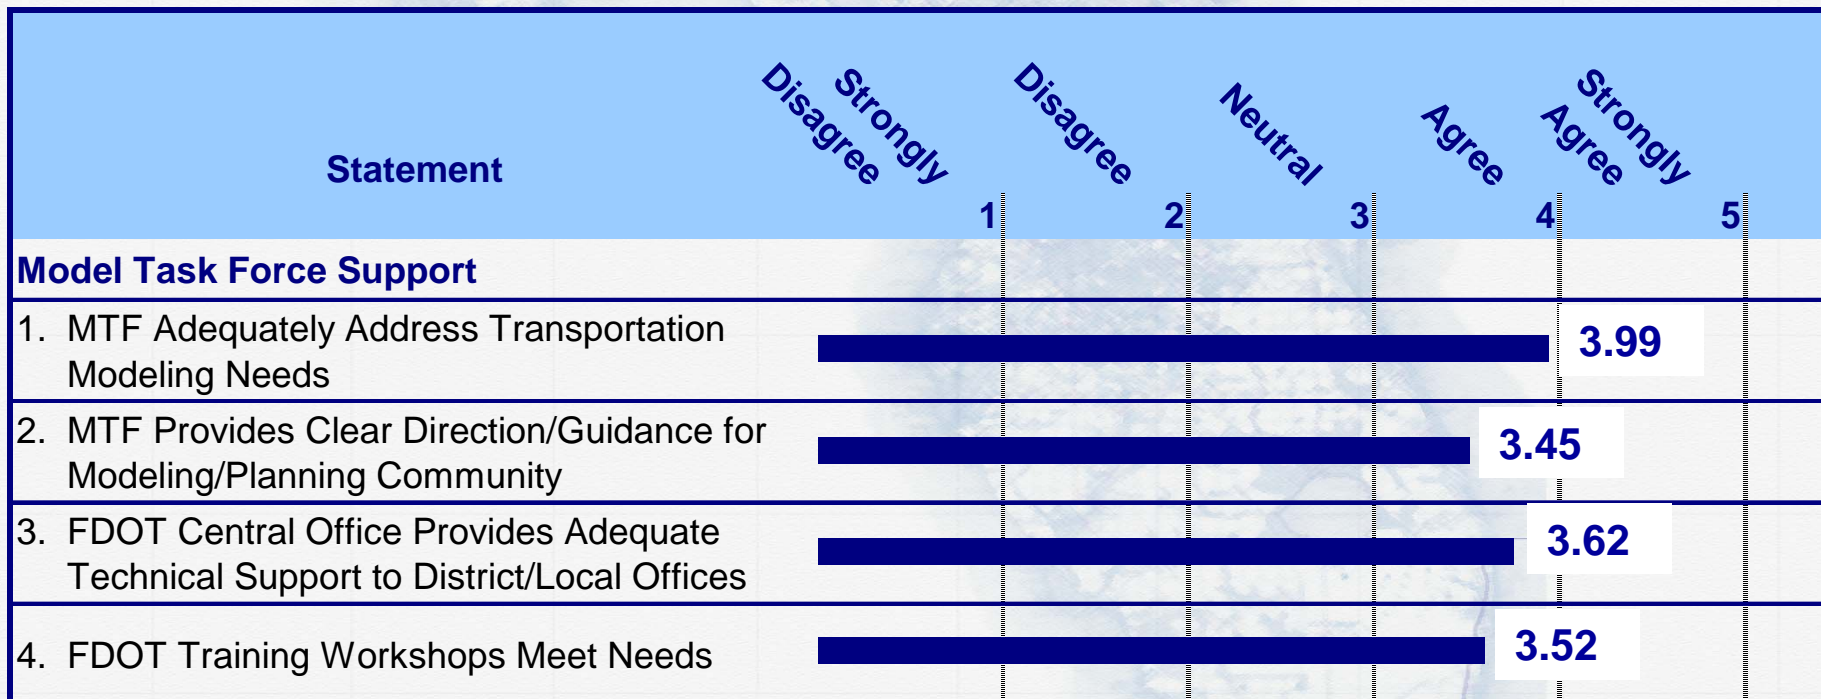 Strongly
Disagree
Disagree
Neutral
Agree
Strongly
Agree
Statement
1 2 3 4 5
Model Task Force Support
1. MTF Adequately Address Transportation
Modeling Needs
3.99
2. MTF Provides Clear Direction/Guidance for
Modeling/Planning Community
3.45
3. FDOT Central Office Provides Adequate
Technical Support to District/Local Offices
3.62
4. FDOT Training Workshops Meet Needs
3.52